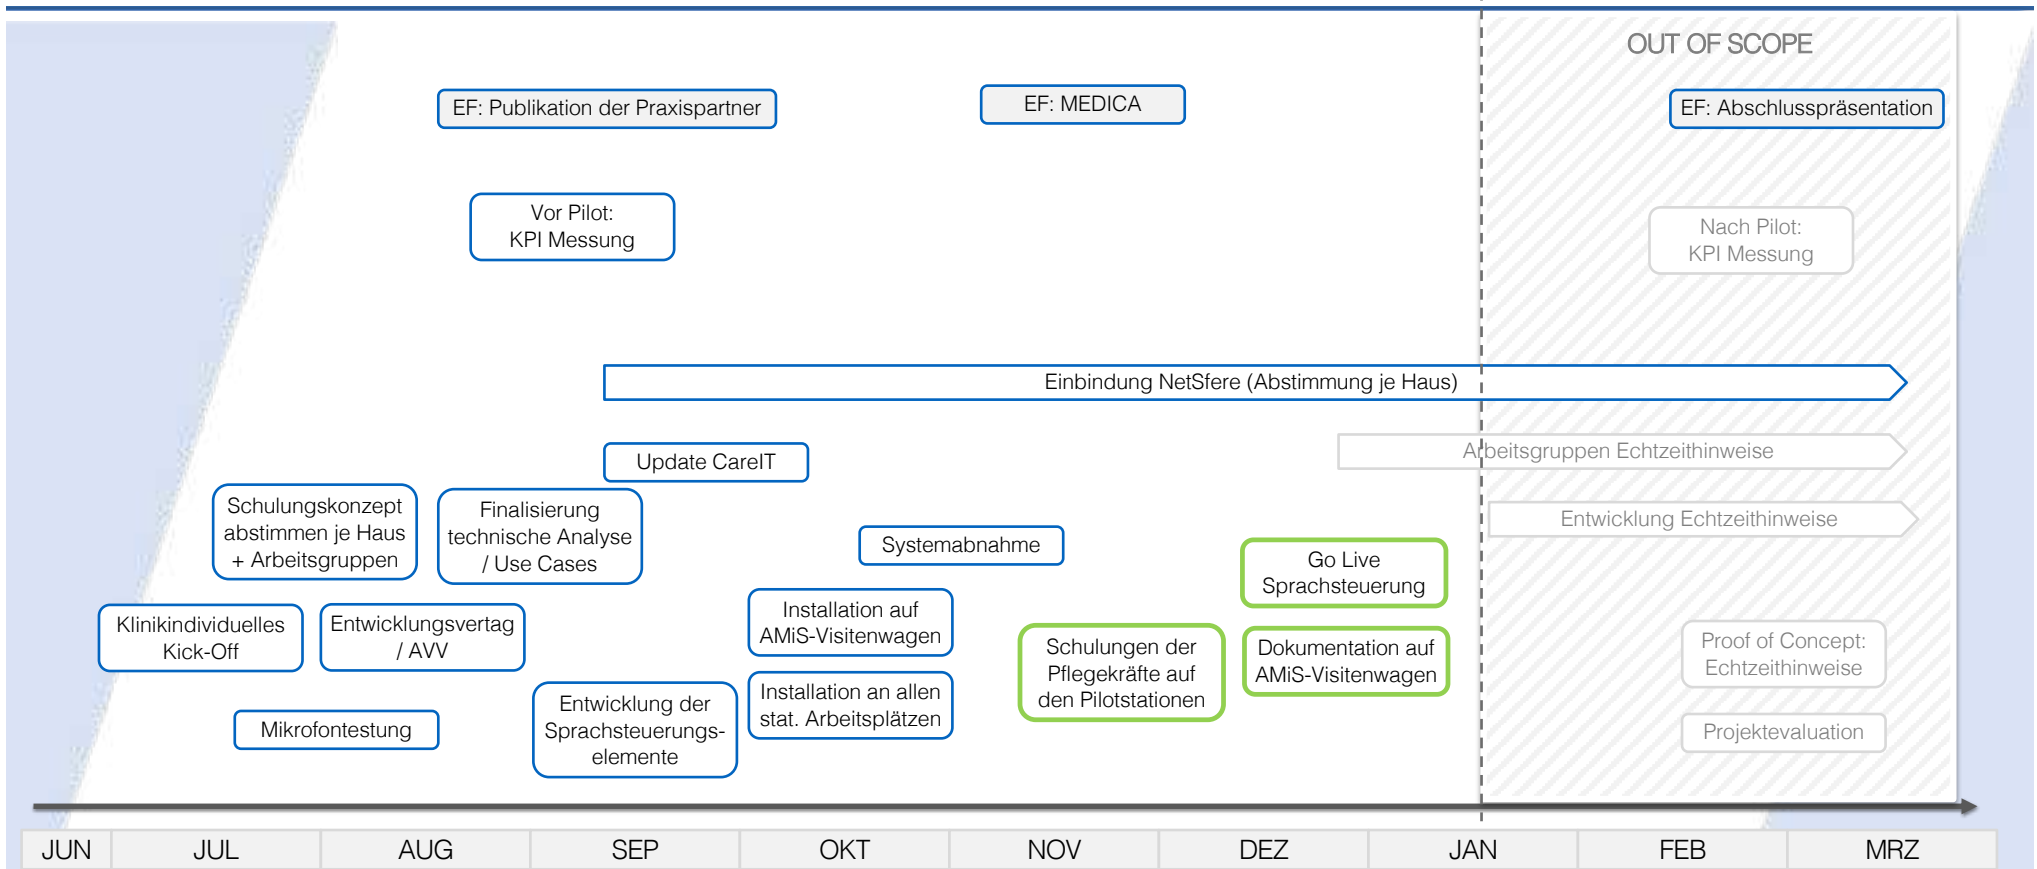 OUT OF SCOPE
EF: Publikation der Praxispartner
EF: MEDICA
EF: Abschlusspräsentation
Vor Pilot:
KPI Messung
Nach Pilot:
KPI Messung
Einbindung NetSfere (Abstimmung je Haus)
Arbeitsgruppen Echtzeithinweise
Update CareIT
Schulungskonzept
abstimmen je Haus
+ Arbeitsgruppen
Finalisierung
technische Analyse
/ Use Cases
Entwicklung Echtzeithinweise
Systemabnahme
Go Live
Sprachsteuerung
Klinikindividuelles
Kick-Off
Entwicklungsvertag
/ AVV
Installation auf
AMiS-Visitenwagen
Schulungen der
Pflegekräfte auf
den Pilotstationen
Dokumentation auf
AMiS-Visitenwagen
Proof of Concept:
Echtzeithinweise
Mikrofontestung
Entwicklung der
Sprachsteuerungs-
elemente
Installation an allen
stat. Arbeitsplätzen
Projektevaluation
JUN
JUL
AUG
SEP
OKT
NOV
DEZ
JAN
FEB
MRZ